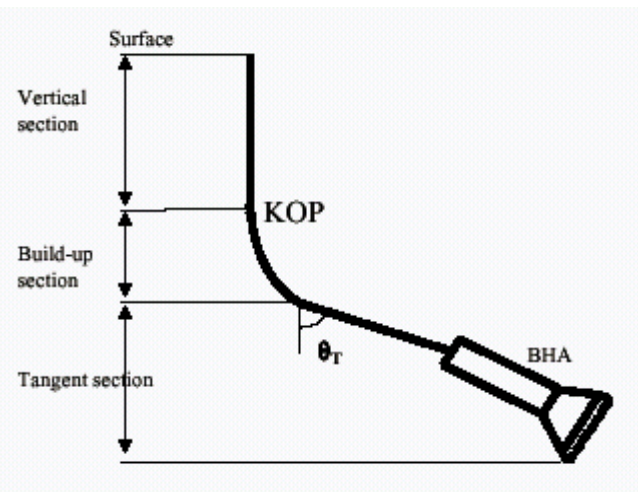 Surface
Vertical
section
KOP
Build-up
section
θT
BHA
Tangent section